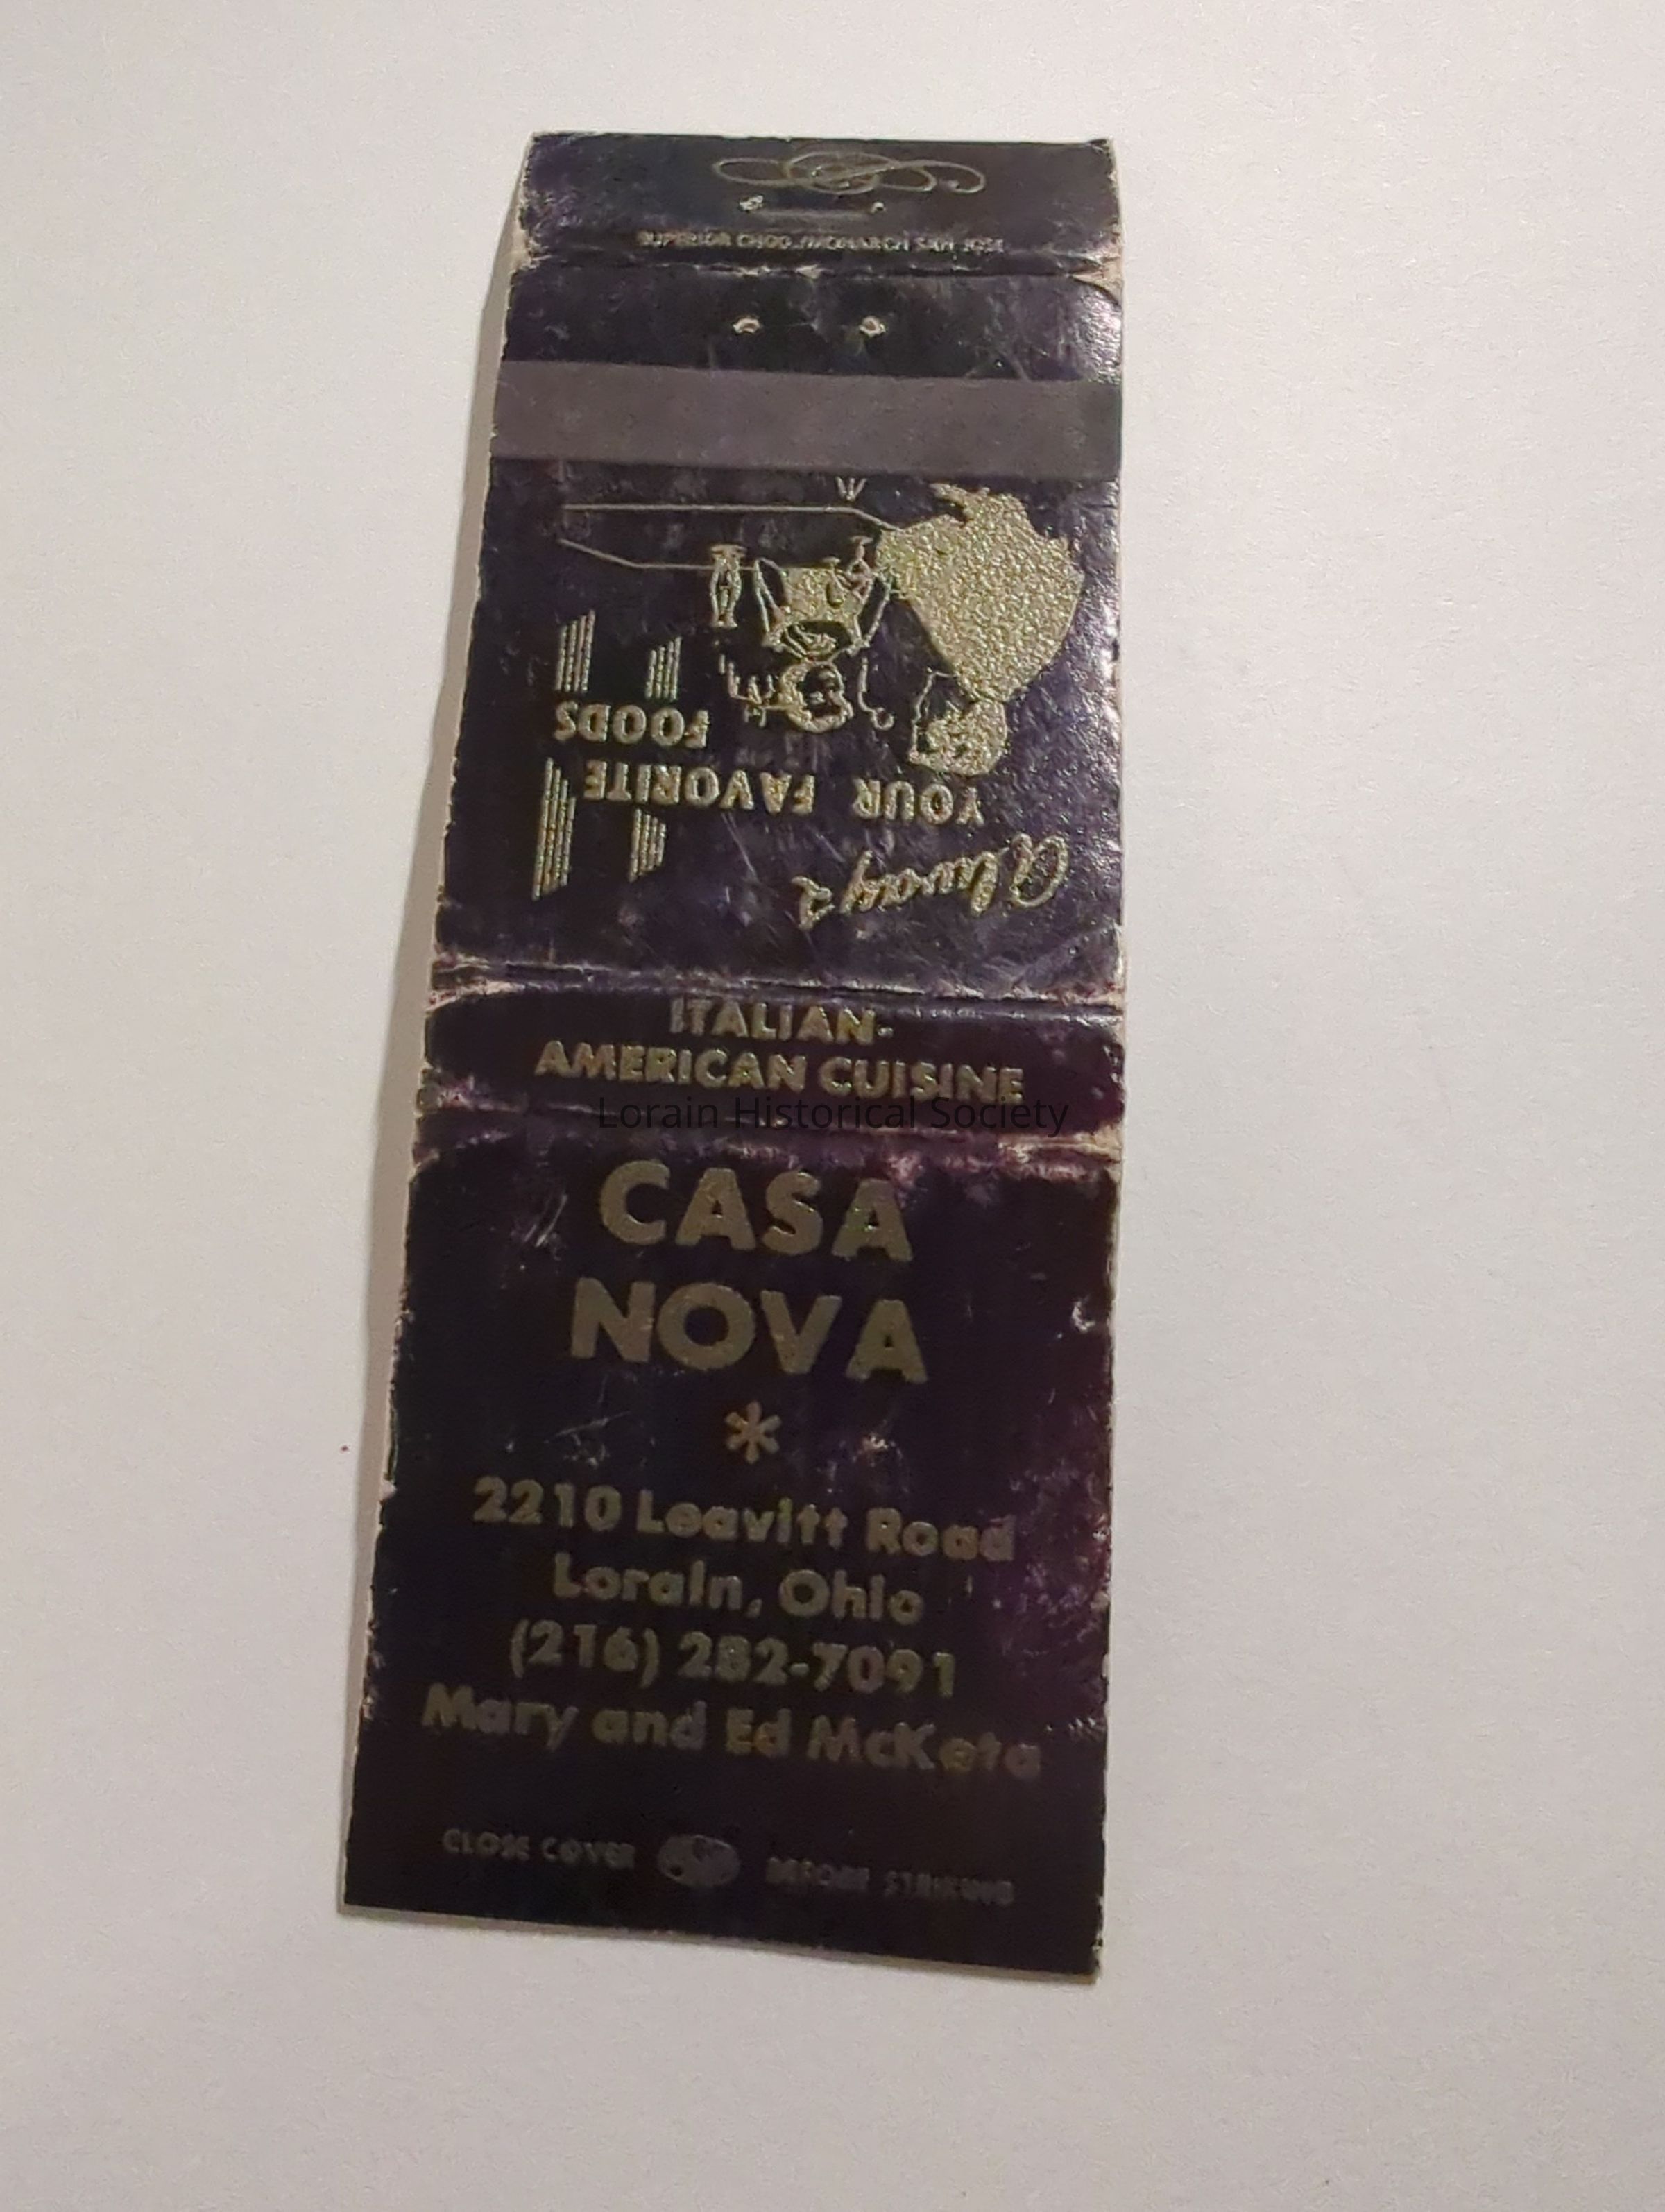 SUPERIOR CHGO./MONARCH SAN JOSE
Always
YOUR FAVORITE
FOODS
ITALIAN-
AMERICAN CUISINE
Lorain Historical Society
CASA
NOVA
*
2210 Leavitt Road
Lorain, Ohio
(216) 282-7091
Mary and Ed McKeta
CLOSE COVER BEFORE STRIKING